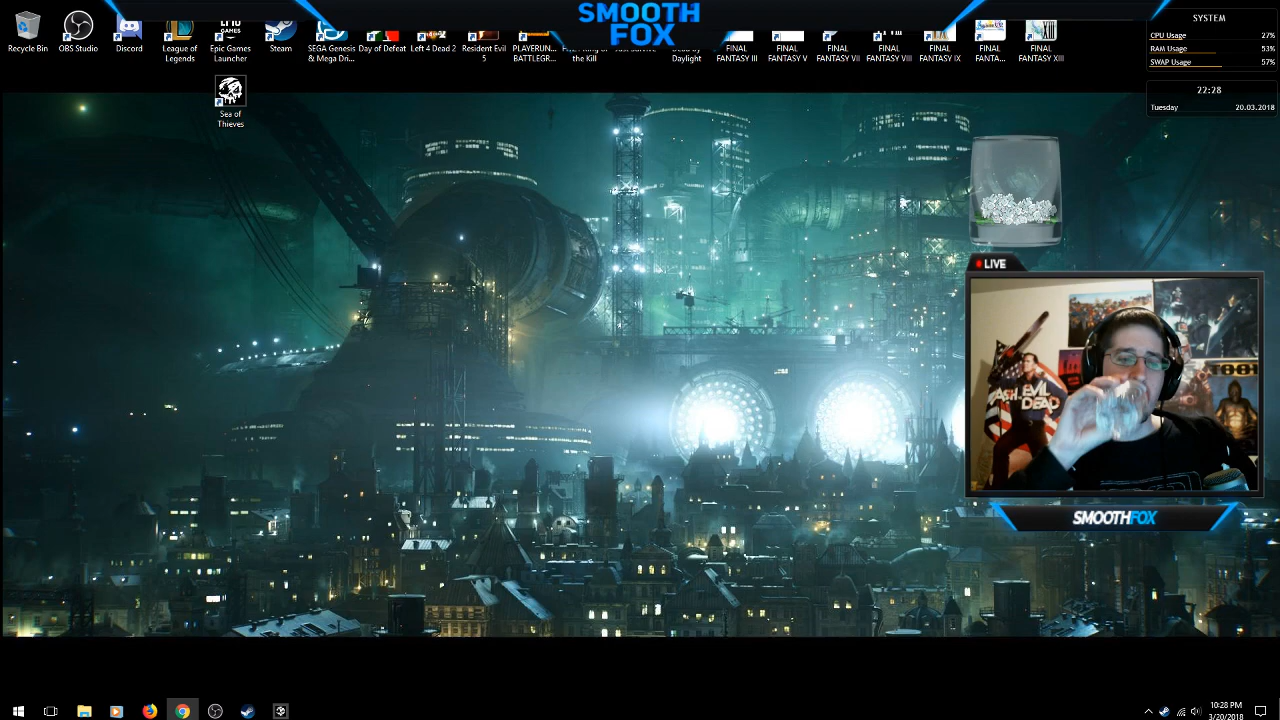 SMOOTH
FOX
Recycle Bin
OBS Studio
Discord
League of
Legends
Epic Games
Launcher
Steam
SEGA Genesis
& Mega Dri...
Day of Defeat
Left 4 Dead 2
Resident Evil
5
PLAYERUN...
BATTLEGR...
the Kill
Daylight
FINAL
FANTASY III
FINAL
FANTASY V
FINAL
FANTASY VII
FINAL
FANTASY VIII
FINAL
FANTASY IX
FINAL
FANTA...
FINAL
FANTASY XIII
Sea of
Thieves
SYSTEM
CPU Usage 27%
RAM Usage 53%
SWAP Usage 57%
22:28
Tuesday 20.03.2018
LIVE
ASH EVIL
DEAD
SMOOTHFOX
10:28 PM
3/20/2018